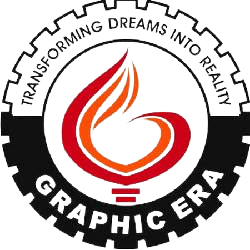 TRANSFORMING DREAMS INTO REALITY
GRAPHIC ERA